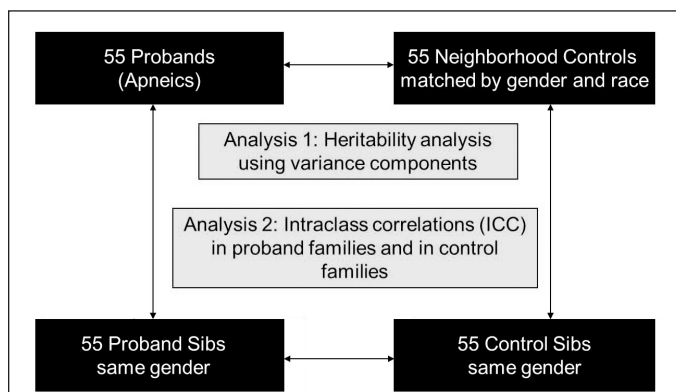 55 Probands
(Apneics)
55 Neighborhood Controls
matched by gender and race
Analysis 1: Heritability analysis
using variance components
Analysis 2: Intraclass correlations (ICC)
in proband families and in control
families
55 Proband Sibs
same gender
55 Control Sibs
same gender